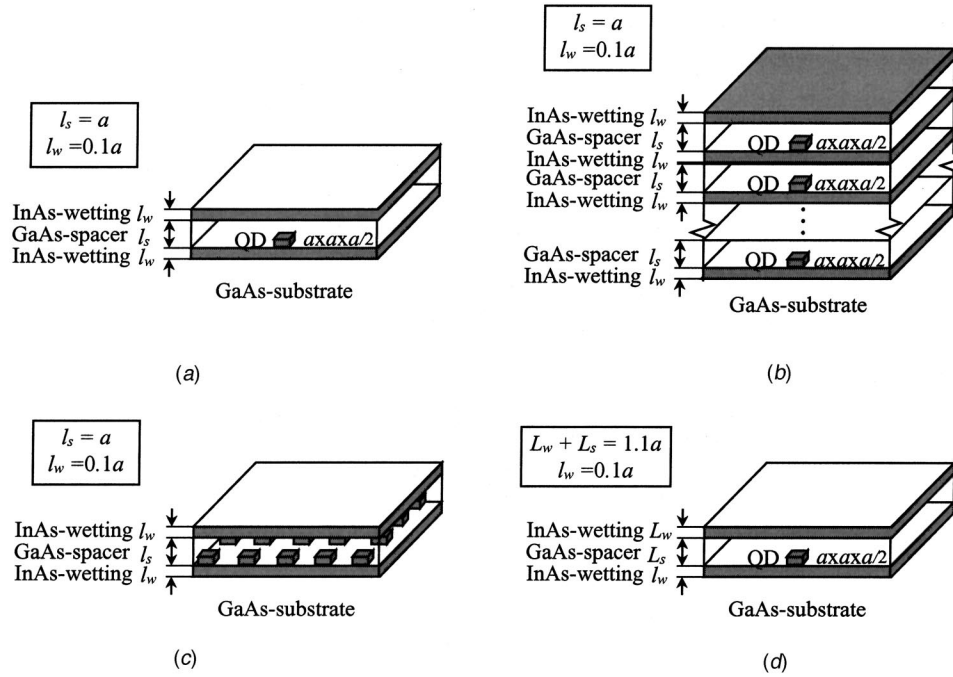 l_s = a
l_w =0.1a
InAs-wetting l_w
GaAs-spacer l_s
InAs-wetting l_w
QD axaxa/2
GaAs-substrate
(a)
l_s = a
l_w =0.1a
InAs-wetting l_w
GaAs-spacer l_s
InAs-wetting l_w
GaAs-spacer l_s
InAs-wetting l_w
GaAs-spacer l_s
InAs-wetting l_w
QD axaxa/2
QD axaxa/2
QD axaxa/2
GaAs-substrate
(b)
l_s = a
l_w =0.1a
InAs-wetting l_w
GaAs-spacer l_s
InAs-wetting l_w
GaAs-substrate
(c)
L_w + L_s = 1.1a
l_w =0.1a
InAs-wetting L_w
GaAs-spacer L_s
InAs-wetting l_w
QD axaxa/2
GaAs-substrate
(d)